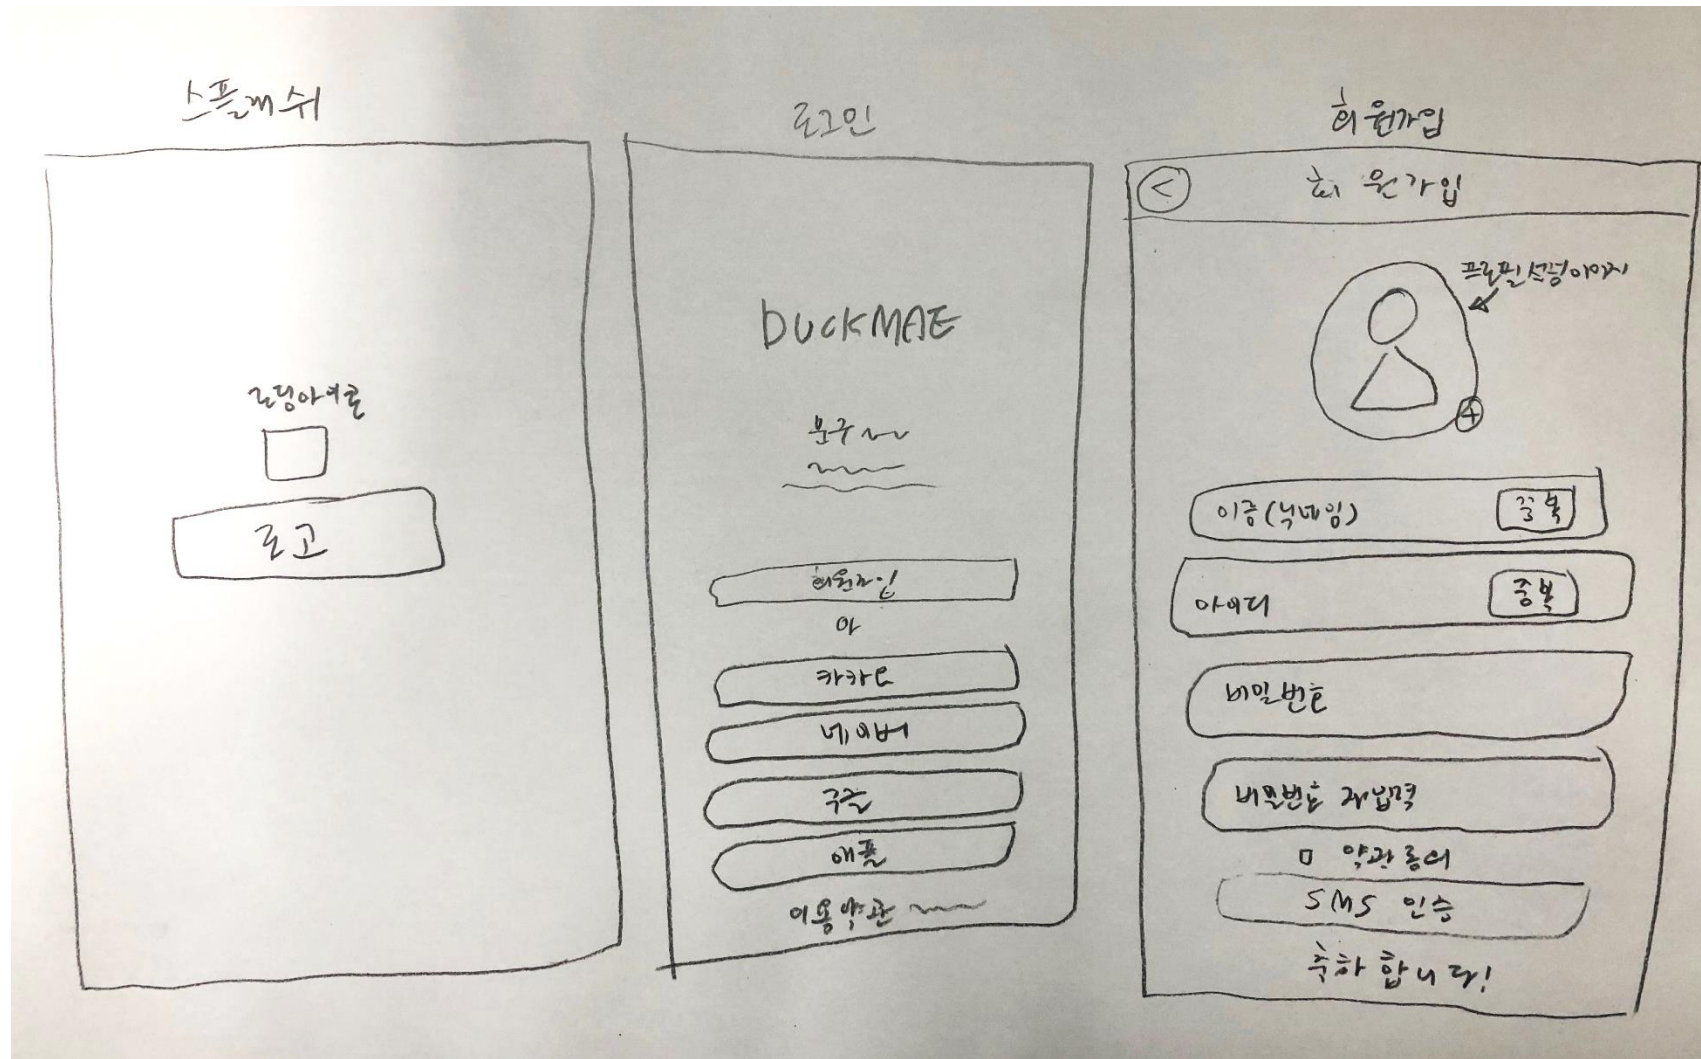 스플래쉬
로딩아이콘
로고
로그인
DUCKMAE
문구
회원가입
카카오
네이버
구글
애플
이용약관
회원가입
< 회원가입
프로필설정이미지
+
이름(닉네임) 중복
아이디 중복
비밀번호
비밀번호 재입력
약관동의
SMS 인증
축하합니다!